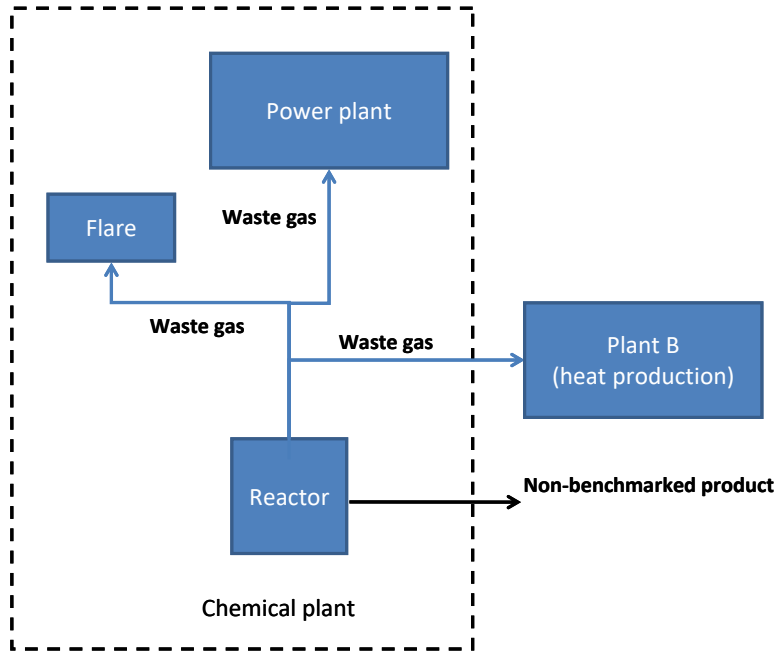 Power plant
Waste gas
Flare
Waste gas
Waste gas
Plant B
(heat production)
Reactor
Non-benchmarked product
Chemical plant